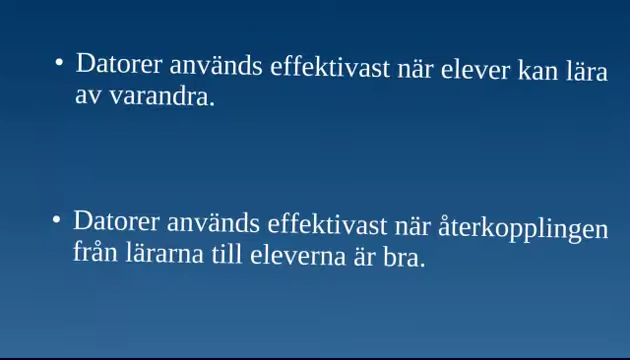 • Datorer används effektivast när elever kan lära
av varandra.
• Datorer används effektivast när återkopplingen
från lärarna till eleverna är bra.